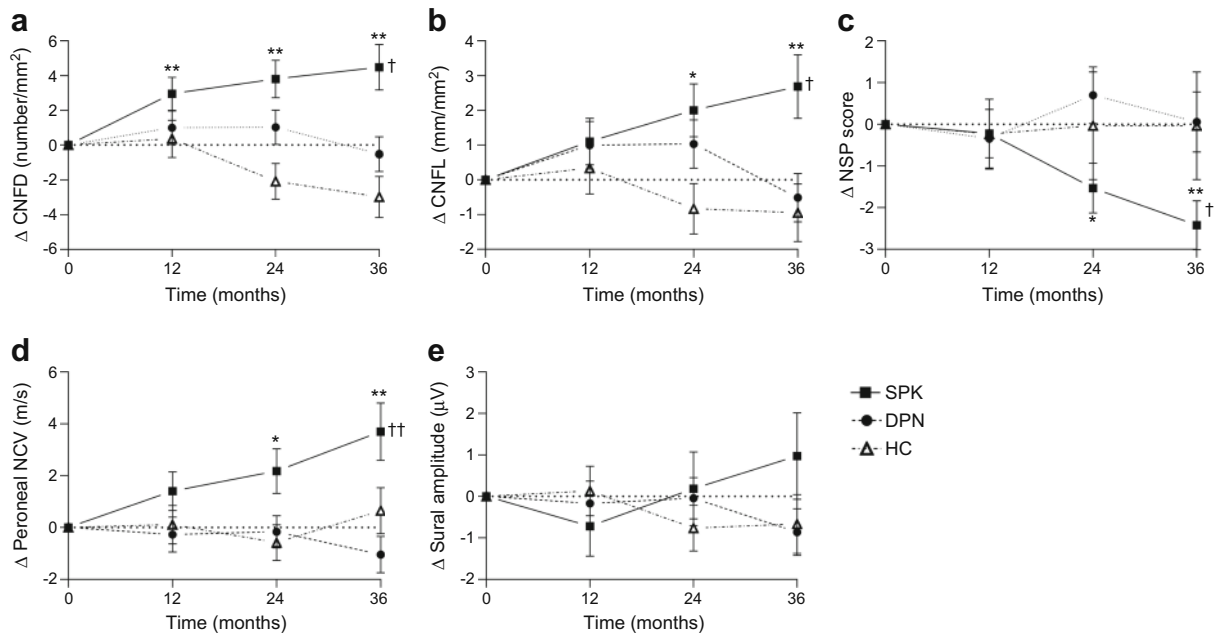 a
Δ CNFD (number/mm²)
6
4
2
0
-2
-4
-6
**
**
**
†
0 12 24 36
Time (months)
b
Δ CNFL (mm/mm²)
4
3
2
1
0
-1
-2
*
**
†
0 12 24 36
Time (months)
c
Δ NSP score
2
1
0
-1
-2
-3
*
**
†
0 12 24 36
Time (months)
d
Δ Peroneal NCV (m/s)
6
4
2
0
-2
*
**
††
0 12 24 36
Time (months)
e
Δ Sural amplitude (µV)
3
2
1
0
-1
-2
0 12 24 36
Time (months)
SPK
DPN
HC